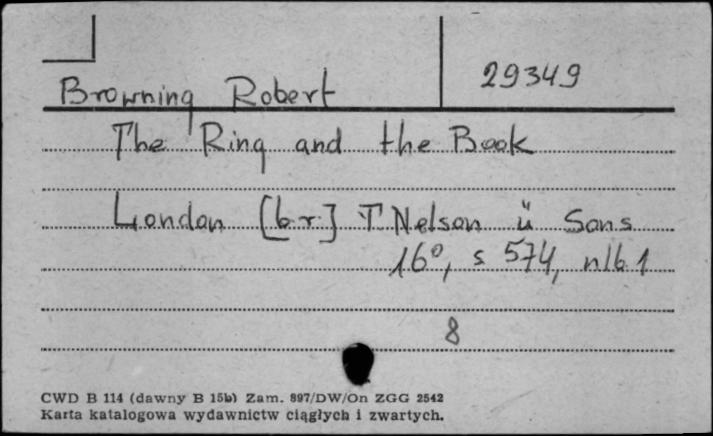 29349
Browning Robert
The Ring and the Book
London [b.r.] T Nelson ü Sons
16°, s 574, nlb 1
8
CWD B 114 (dawny B 15b) Zam. 897/DW/On ZGG 2542
Karta katalogowa wydawnictw ciągłych i zwartych.